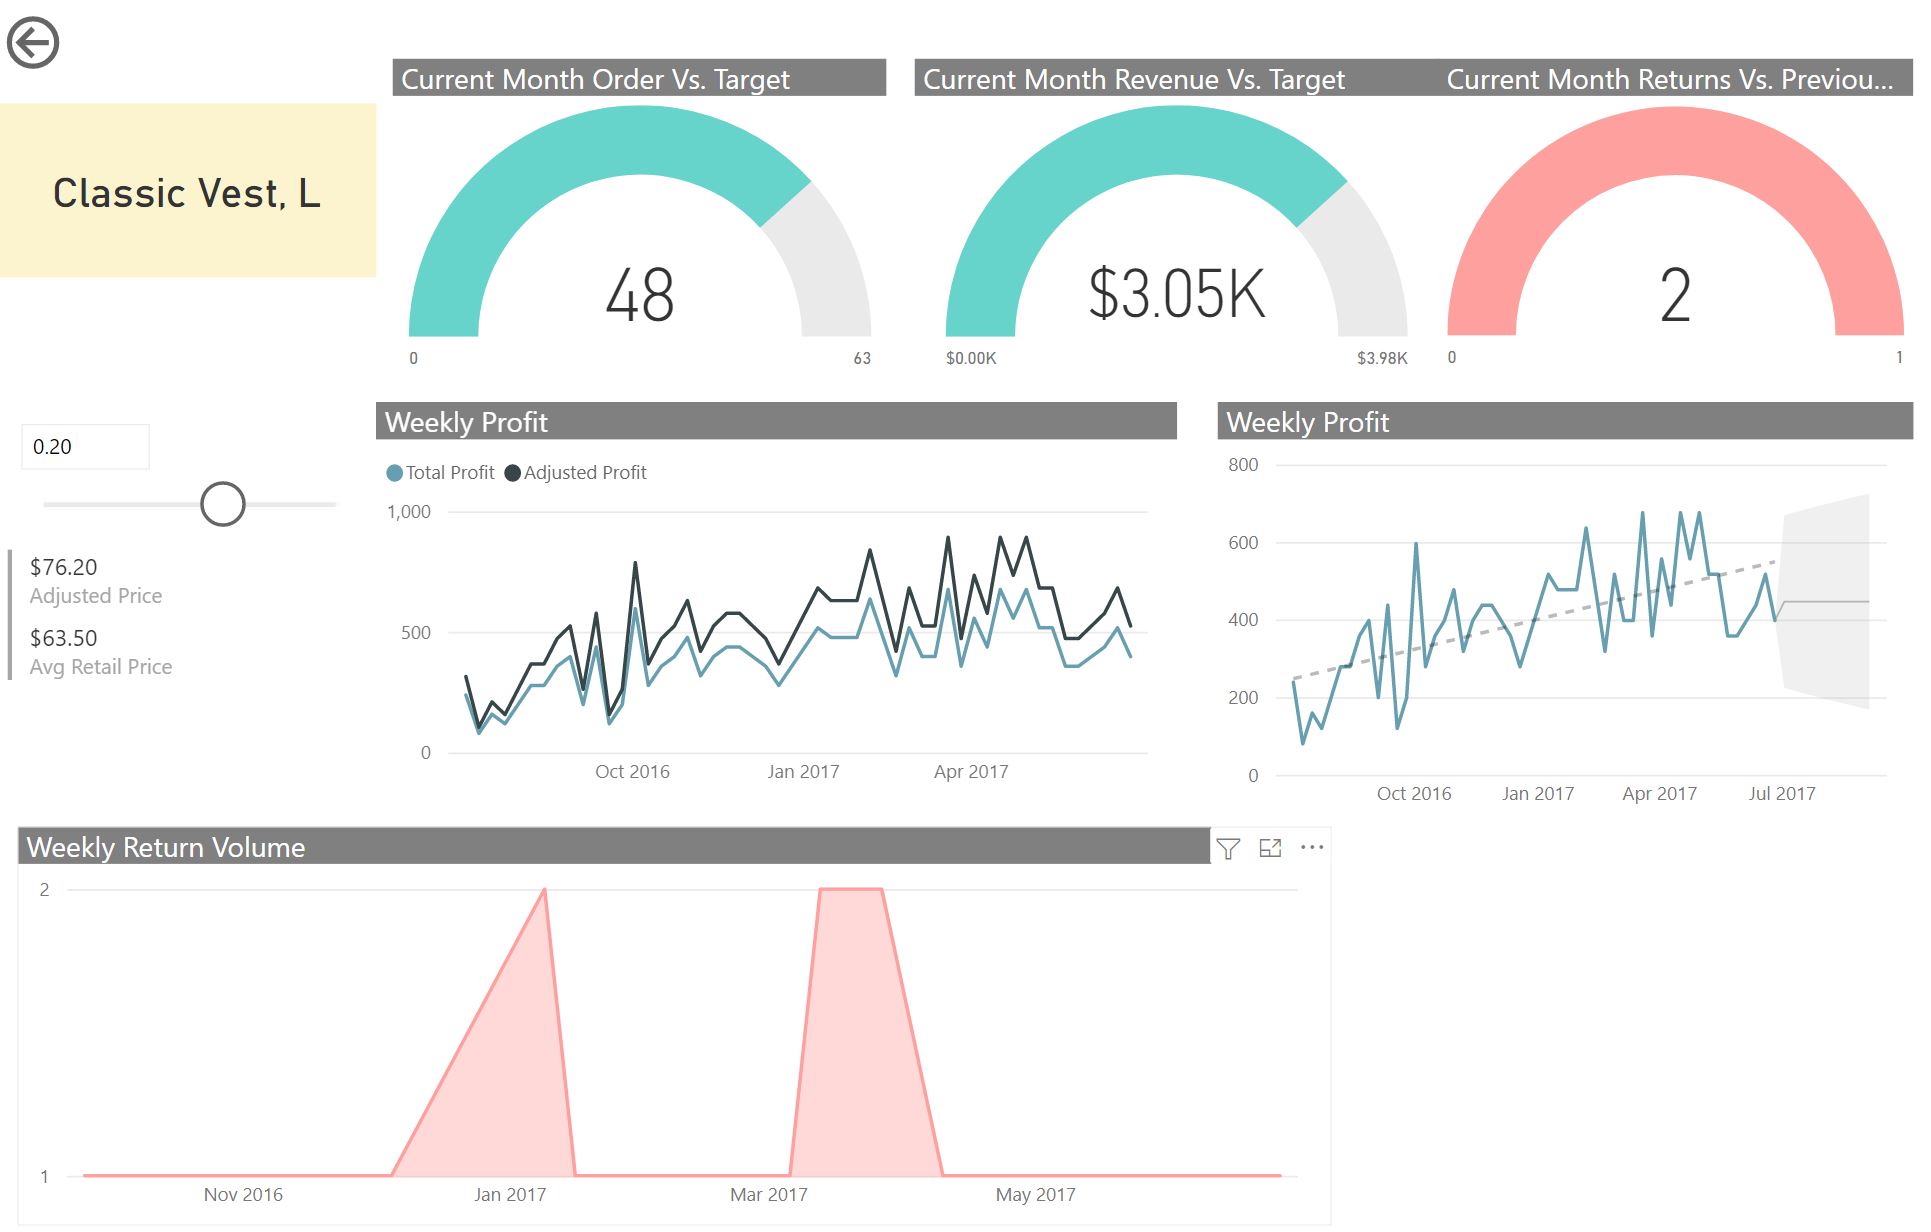 Current Month Order Vs. Target
Current Month Revenue Vs. Target
Current Month Returns Vs. Previou...
Classic Vest, L
48
0
63
$3.05K
$0.00K
$3.98K
2
0
1
0.20
$76.20
Adjusted Price
$63.50
Avg Retail Price
Weekly Profit
Total Profit
Adjusted Profit
1,000
500
0
Oct 2016
Jan 2017
Apr 2017
Weekly Profit
800
600
400
200
0
Oct 2016
Jan 2017
Apr 2017
Jul 2017
Weekly Return Volume
2
1
Nov 2016
Jan 2017
Mar 2017
May 2017